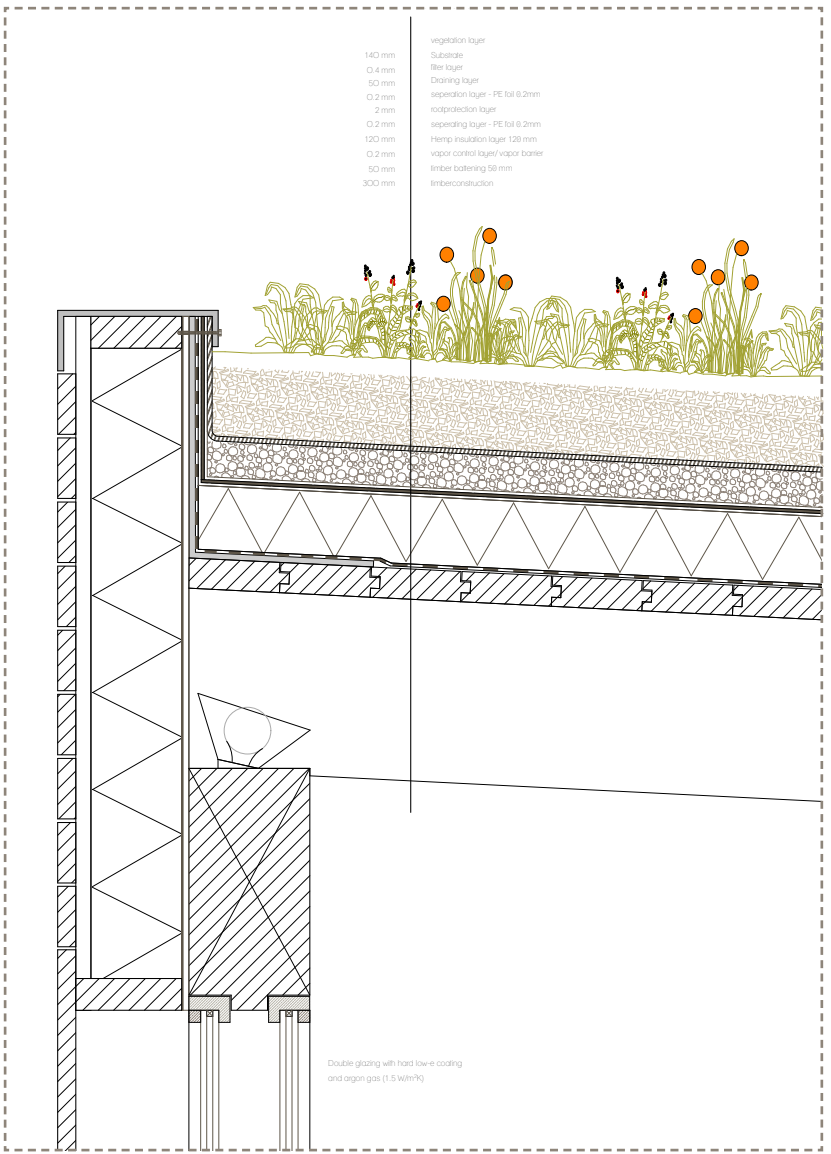 vegetation layer
140 mm Substrate
0.4 mm filter layer
50 mm Draining layer
0.2 mm seperation layer - PE foil 0.2mm
2 mm roofprotection layer
0.2 mm seperating layer - PE foil 0.2mm
120 mm Hemp insulation layer 120 mm
0.2 mm vapor control layer/ vapor barrier
50 mm timber battening 50 mm
300 mm timberconstruction
Double glazing with hard low-e coating
and argon gas (1.5 W/m²K)